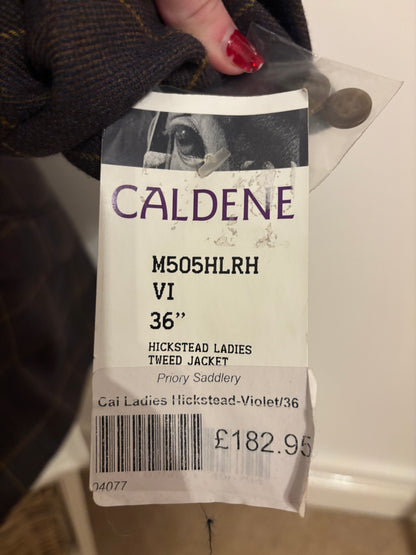 CALDENE
M505HLRH
VI
36”
HICKSTEAD LADIES
TWEED JACKET
Priory Saddlery
Cal Ladies Hickstead-Violet/36
£182.95
04077